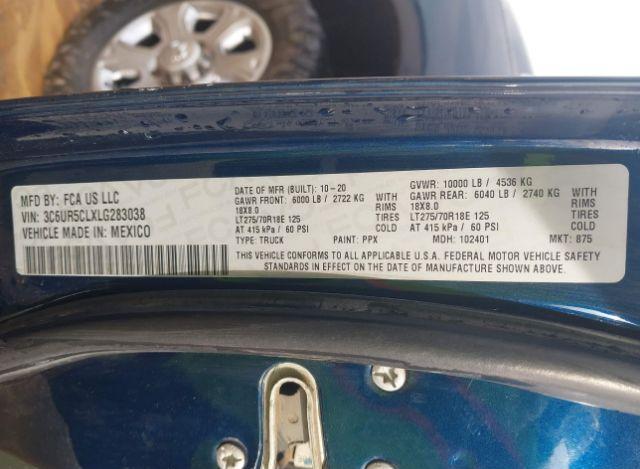 MFD BY: FCA US LLC
VIN: 3C6UR5CLXLG283038
VEHICLE MADE IN: MEXICO
DATE OF MFR (BUILT): 10-20
GAWR FRONT: 6000 LB / 2722 KG WITH
18X8.0 RIMS
LT275/70R18E 125 TIRES
AT 415 kPa / 60 PSI COLD
TYPE: TRUCK PAINT: PPX
GVWR: 10000 LB / 4536 KG
GAWR REAR: 6040 LB / 2740 KG WITH
18X8.0 RIMS
LT275/70R18E 125 TIRES
AT 415 kPa / 60 PSI COLD
MDH: 102401 MKT: 875
THIS VEHICLE CONFORMS TO ALL APPLICABLE U.S.A. FEDERAL MOTOR VEHICLE SAFETY
STANDARDS IN EFFECT ON THE DATE OF MANUFACTURE SHOWN ABOVE.